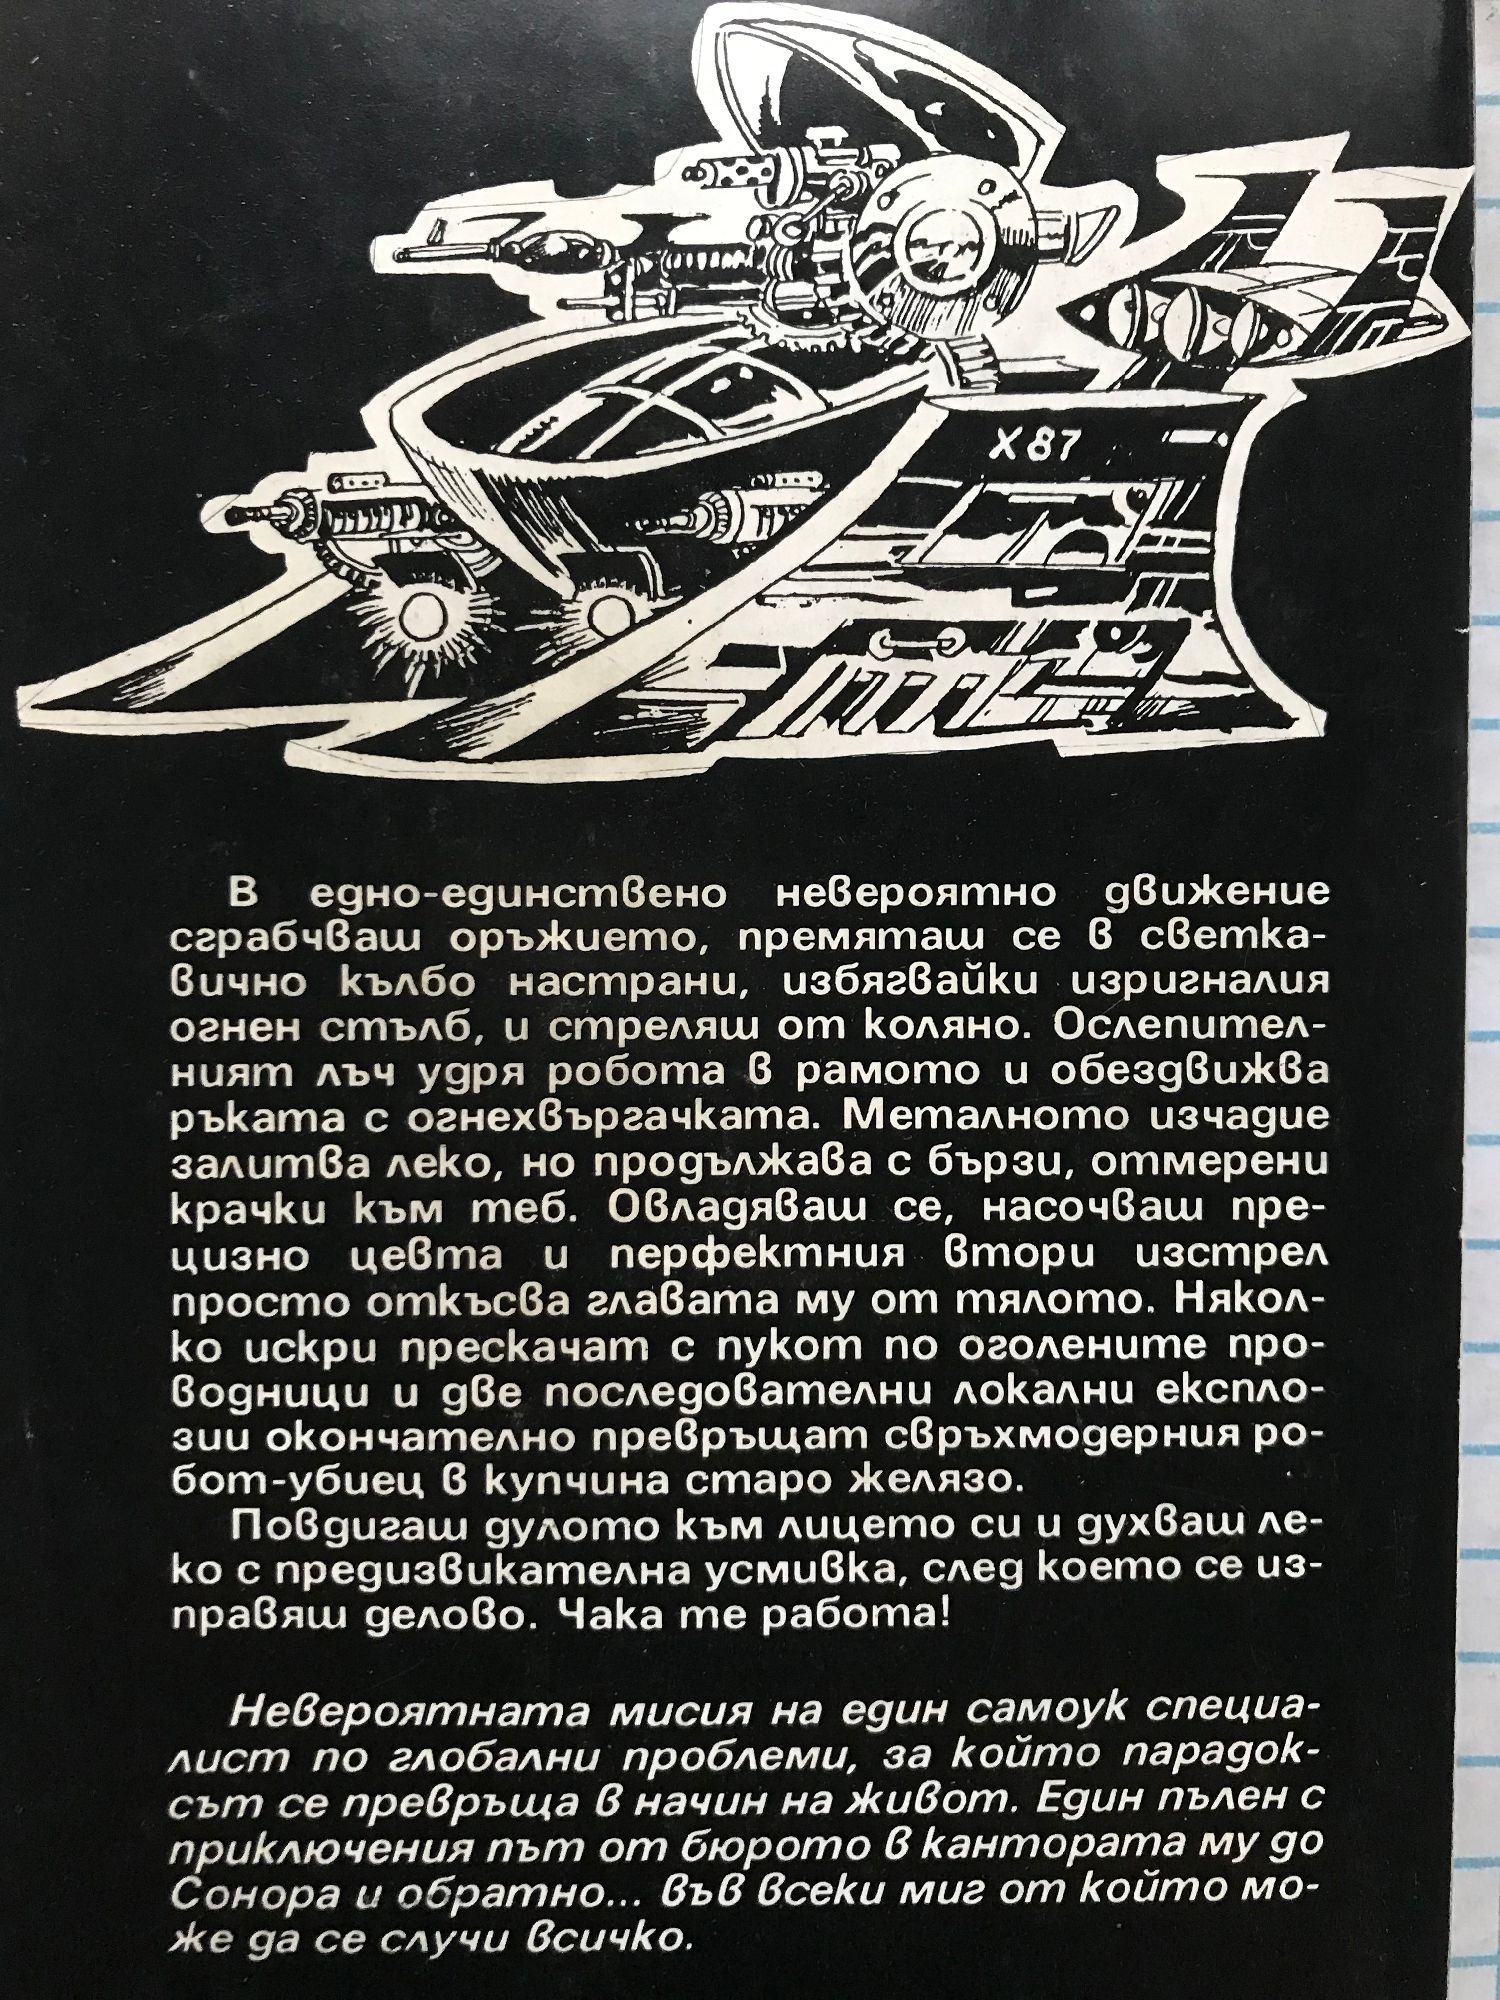 X 87
В едно-единствено невероятно движение
сграбчваш оръжието, премяташ се в светка-
вично кълбо настрани, избягвайки изригналия
огнен стълб, и стреляш от коляно. Ослепител-
ният лъч удря робота в рамото и обездвижва
ръката с огнехвъргачката. Металното изчадие
залитва леко, но продължава с бързи, отмерени
крачки към теб. Овладяваш се, насочваш пре-
цизно цевта и перфектния втори изстрел
просто откъсва главата му от тялото. Някол-
ко искри прескачат с пукот по оголените про-
водници и две последователни локални експло-
зии окончателно превръщат свръхмодерния ро-
бот-убиец в купчина старо желязо.
Повдигаш дулото към лицето си и духваш ле-
ко с предизвикателна усмивка, след което се из-
правяш делово. Чака те работа!
Невероятната мисия на един самоук специа-
лист по глобални проблеми, за който парадок-
сът се превръща в начин на живот. Един пълен с
приключения път от бюрото в кантората му до
Сонора и обратно... във всеки миг от който мо-
же да се случи всичко.